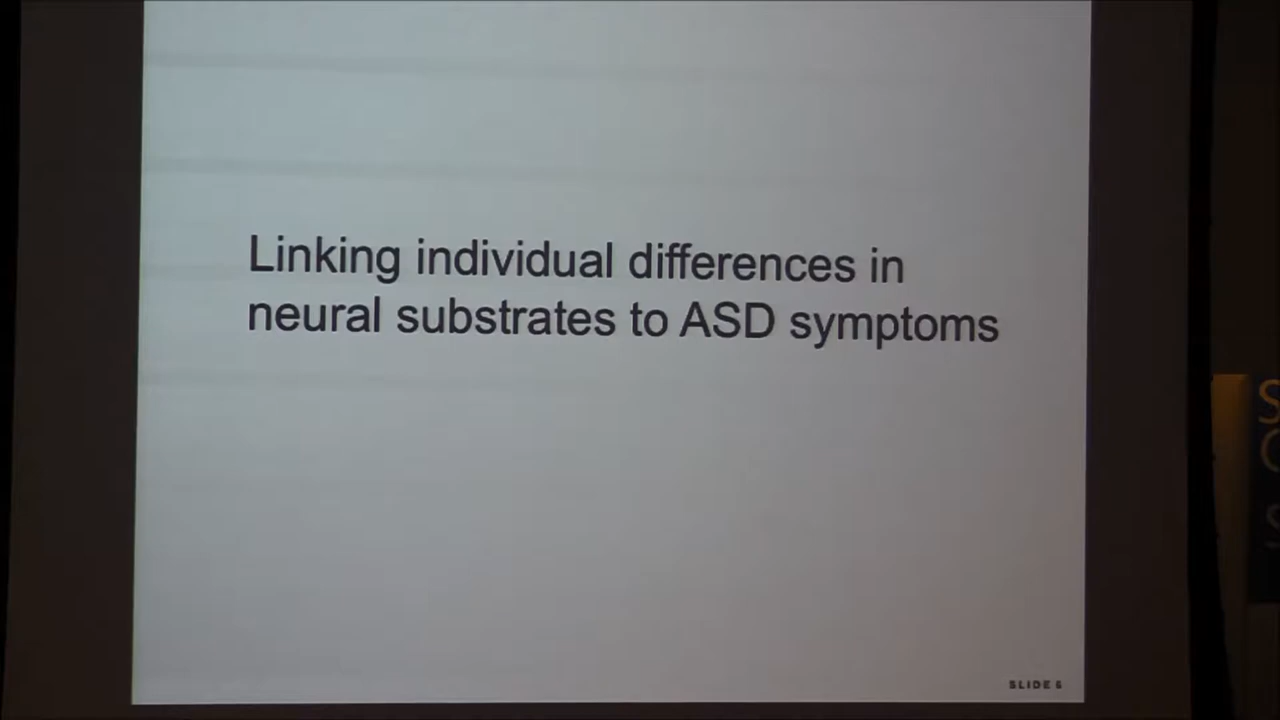 Linking individual differences in
neural substrates to ASD symptoms
SLIDE 6